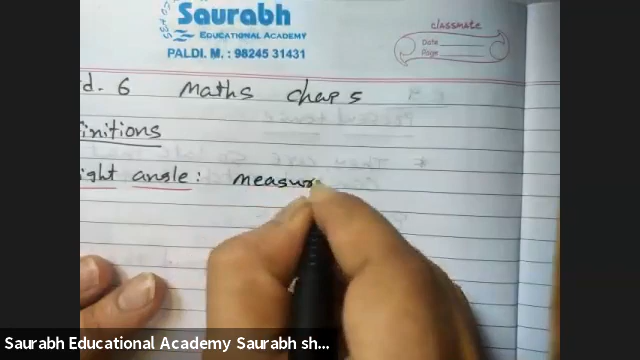 Saurabh
EDUCATIONAL ACADEMY
PALDI. M. : 98245 31431
classmate
Date
Page
d. 6 Maths chap 5
finitions
ight angle: measur
Saurabh Educational Academy Saurabh sh...